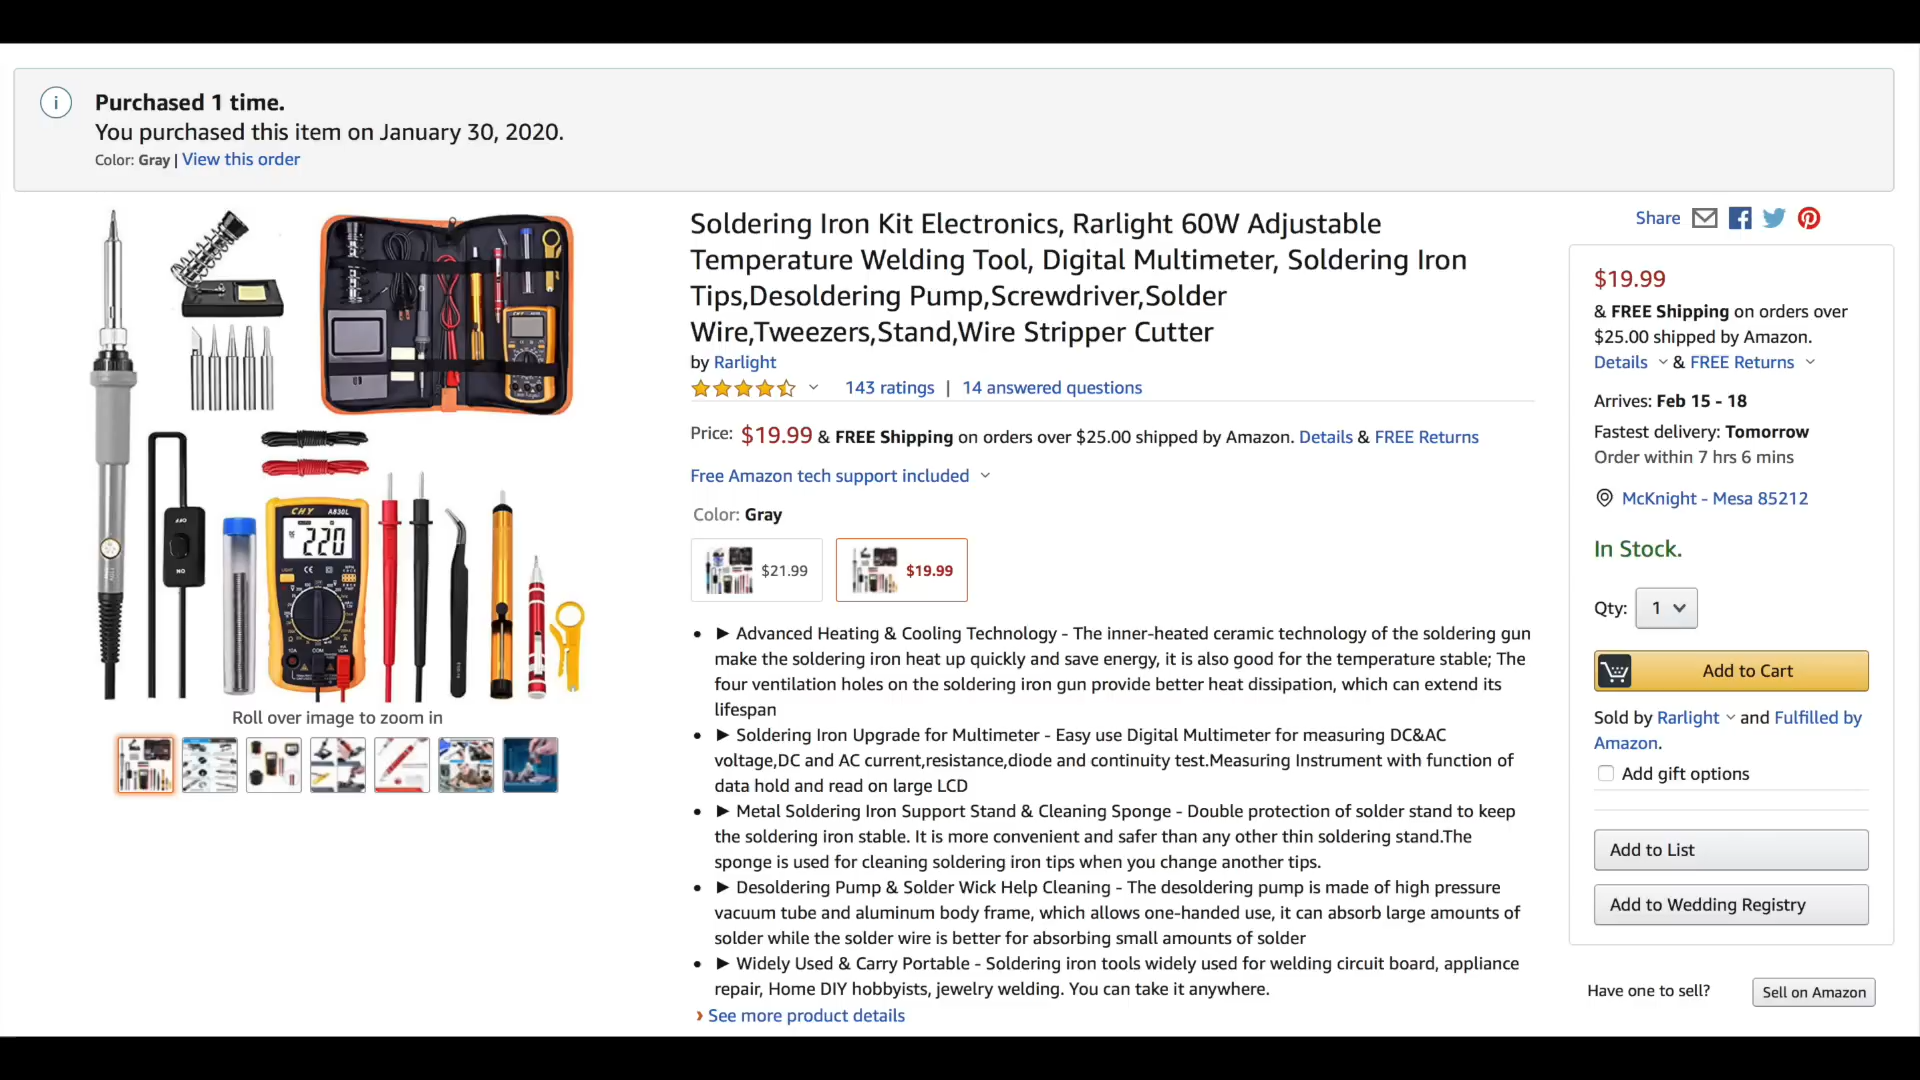 Purchased 1 time.
You purchased this item on January 30, 2020.
Color: Gray | View this order
Soldering Iron Kit Electronics, Rarlight 60W Adjustable
Temperature Welding Tool, Digital Multimeter, Soldering Iron
Tips,Desoldering Pump,Screwdriver,Solder
Wire,Tweezers,Stand,Wire Stripper Cutter
by Rarlight
143 ratings | 14 answered questions
Price: $19.99 & FREE Shipping on orders over $25.00 shipped by Amazon. Details & FREE Returns
Free Amazon tech support included
Color: Gray
$21.99
$19.99
• ► Advanced Heating & Cooling Technology - The inner-heated ceramic technology of the soldering gun
make the soldering iron heat up quickly and save energy, it is also good for the temperature stable; The
four ventilation holes on the soldering iron gun provide better heat dissipation, which can extend its
lifespan
• ► Soldering Iron Upgrade for Multimeter - Easy use Digital Multimeter for measuring DC&AC
voltage,DC and AC current,resistance,diode and continuity test.Measuring Instrument with function of
data hold and read on large LCD
• ► Metal Soldering Iron Support Stand & Cleaning Sponge - Double protection of solder stand to keep
the soldering iron stable. It is more convenient and safer than any other thin soldering stand.The
sponge is used for cleaning soldering iron tips when you change another tips.
• ► Desoldering Pump & Solder Wick Help Cleaning - The desoldering pump is made of high pressure
vacuum tube and aluminum body frame, which allows one-handed use, it can absorb large amounts of
solder while the solder wire is better for absorbing small amounts of solder
• ► Widely Used & Carry Portable - Soldering iron tools widely used for welding circuit board, appliance
repair, Home DIY hobbyists, jewelry welding. You can take it anywhere.
› See more product details
OFF
ON
CHY A830L
220
COM
10A
Roll over image to zoom in
Share
$19.99
& FREE Shipping on orders over
$25.00 shipped by Amazon.
Details & FREE Returns
Arrives: Feb 15 - 18
Fastest delivery: Tomorrow
Order within 7 hrs 6 mins
McKnight - Mesa 85212
In Stock.
Qty: 1
Add to Cart
Sold by Rarlight and Fulfilled by
Amazon.
Add gift options
Add to List
Add to Wedding Registry
Have one to sell? Sell on Amazon